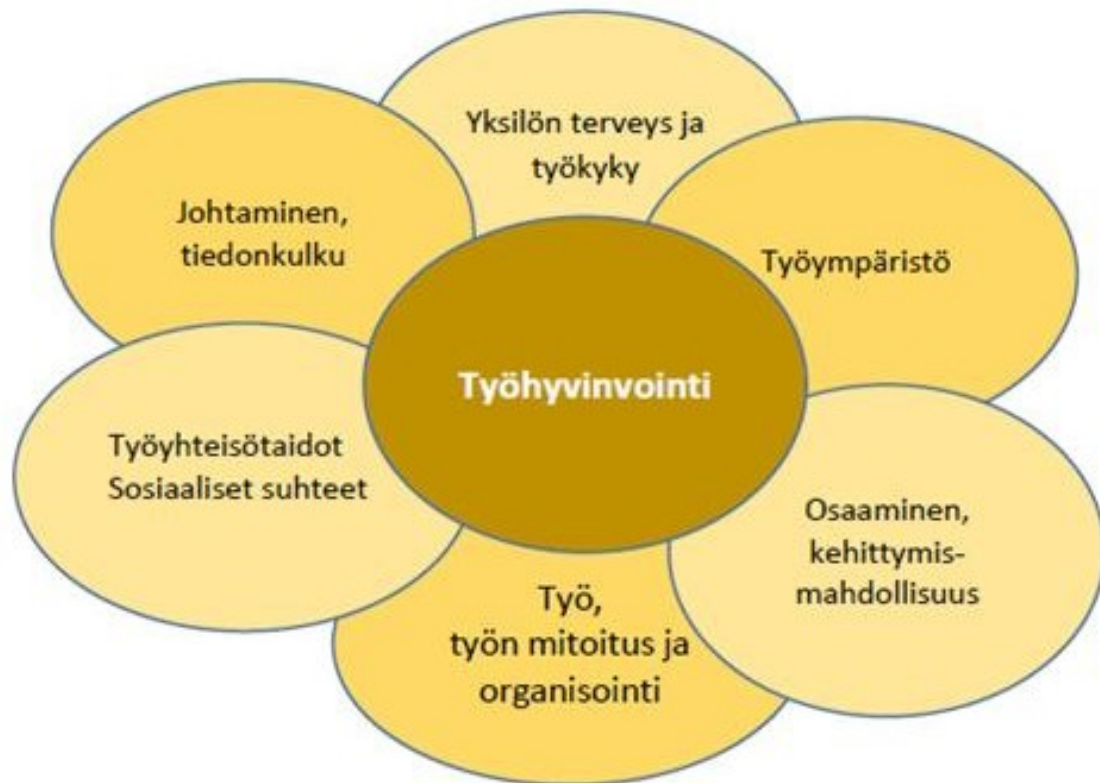 Yksilön terveys ja
työkyky
Johtaminen,
tiedonkulku
Työympäristö
Työhyvinvointi
Työyhteisötaidot
Sosiaaliset suhteet
Osaaminen,
kehittymis-
mahdollisuus
Työ,
työn mitoitus ja
organisointi